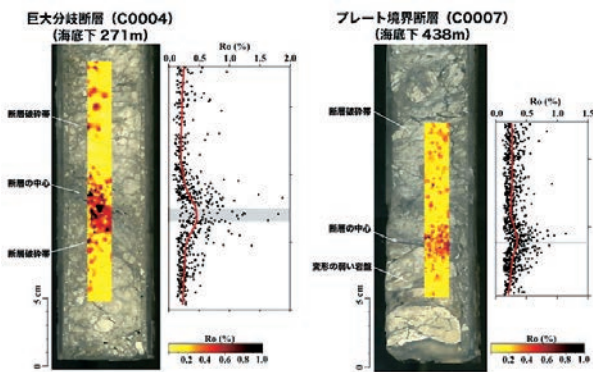 巨大分岐断層（C0004）
（海底下 271m）
Ro (%)
0.0 0.5 1.0 1.5 2.0
断層破砕帯
断層の中心
断層破砕帯
5 cm
0
Ro (%)
0.2 0.4 0.6 0.8 1.0
プレート境界断層（C0007）
（海底下 438m）
Ro (%)
0.0 0.5 1.0 1.5
断層破砕帯
断層の中心
変形の弱い岩盤
5 cm
0
Ro (%)
0.2 0.4 0.6 0.8 1.0